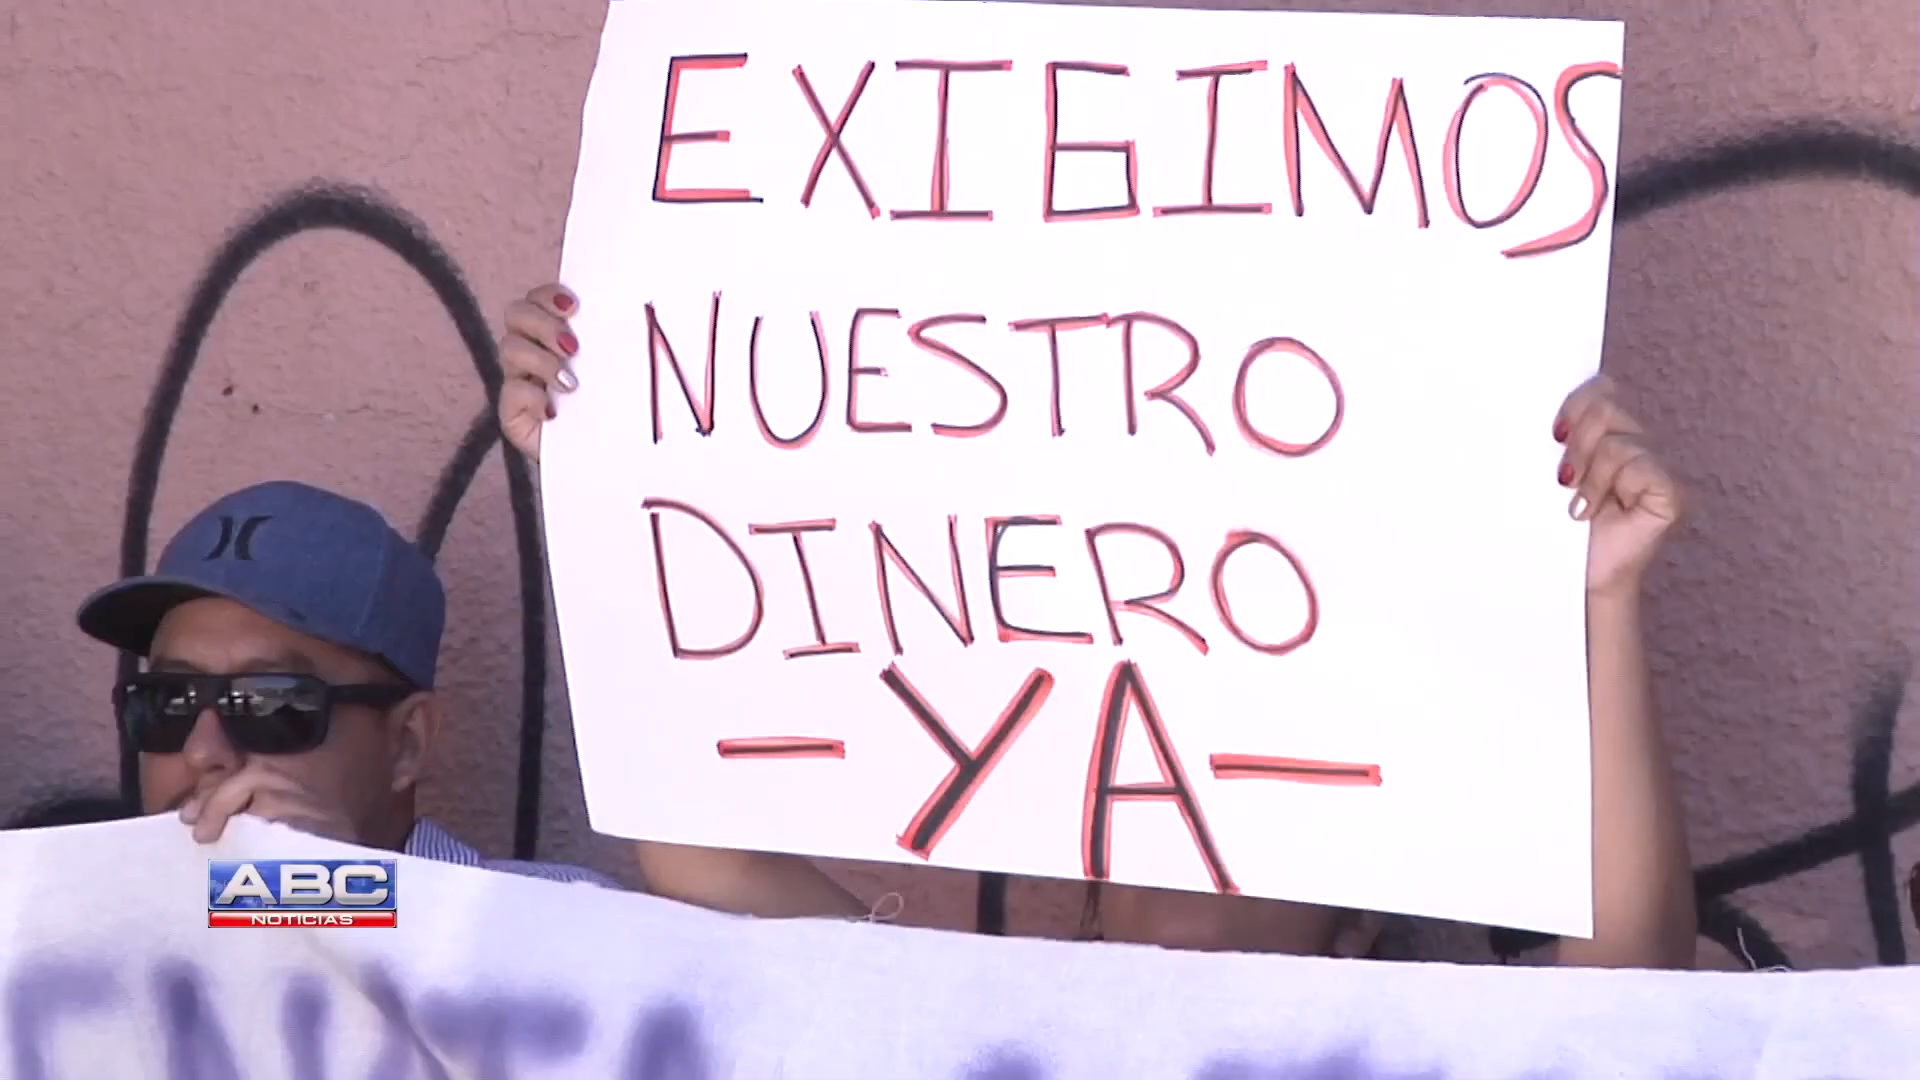 EXIGIMOS
NUESTRO
DINERO
-YA-
ABC
NOTICIAS